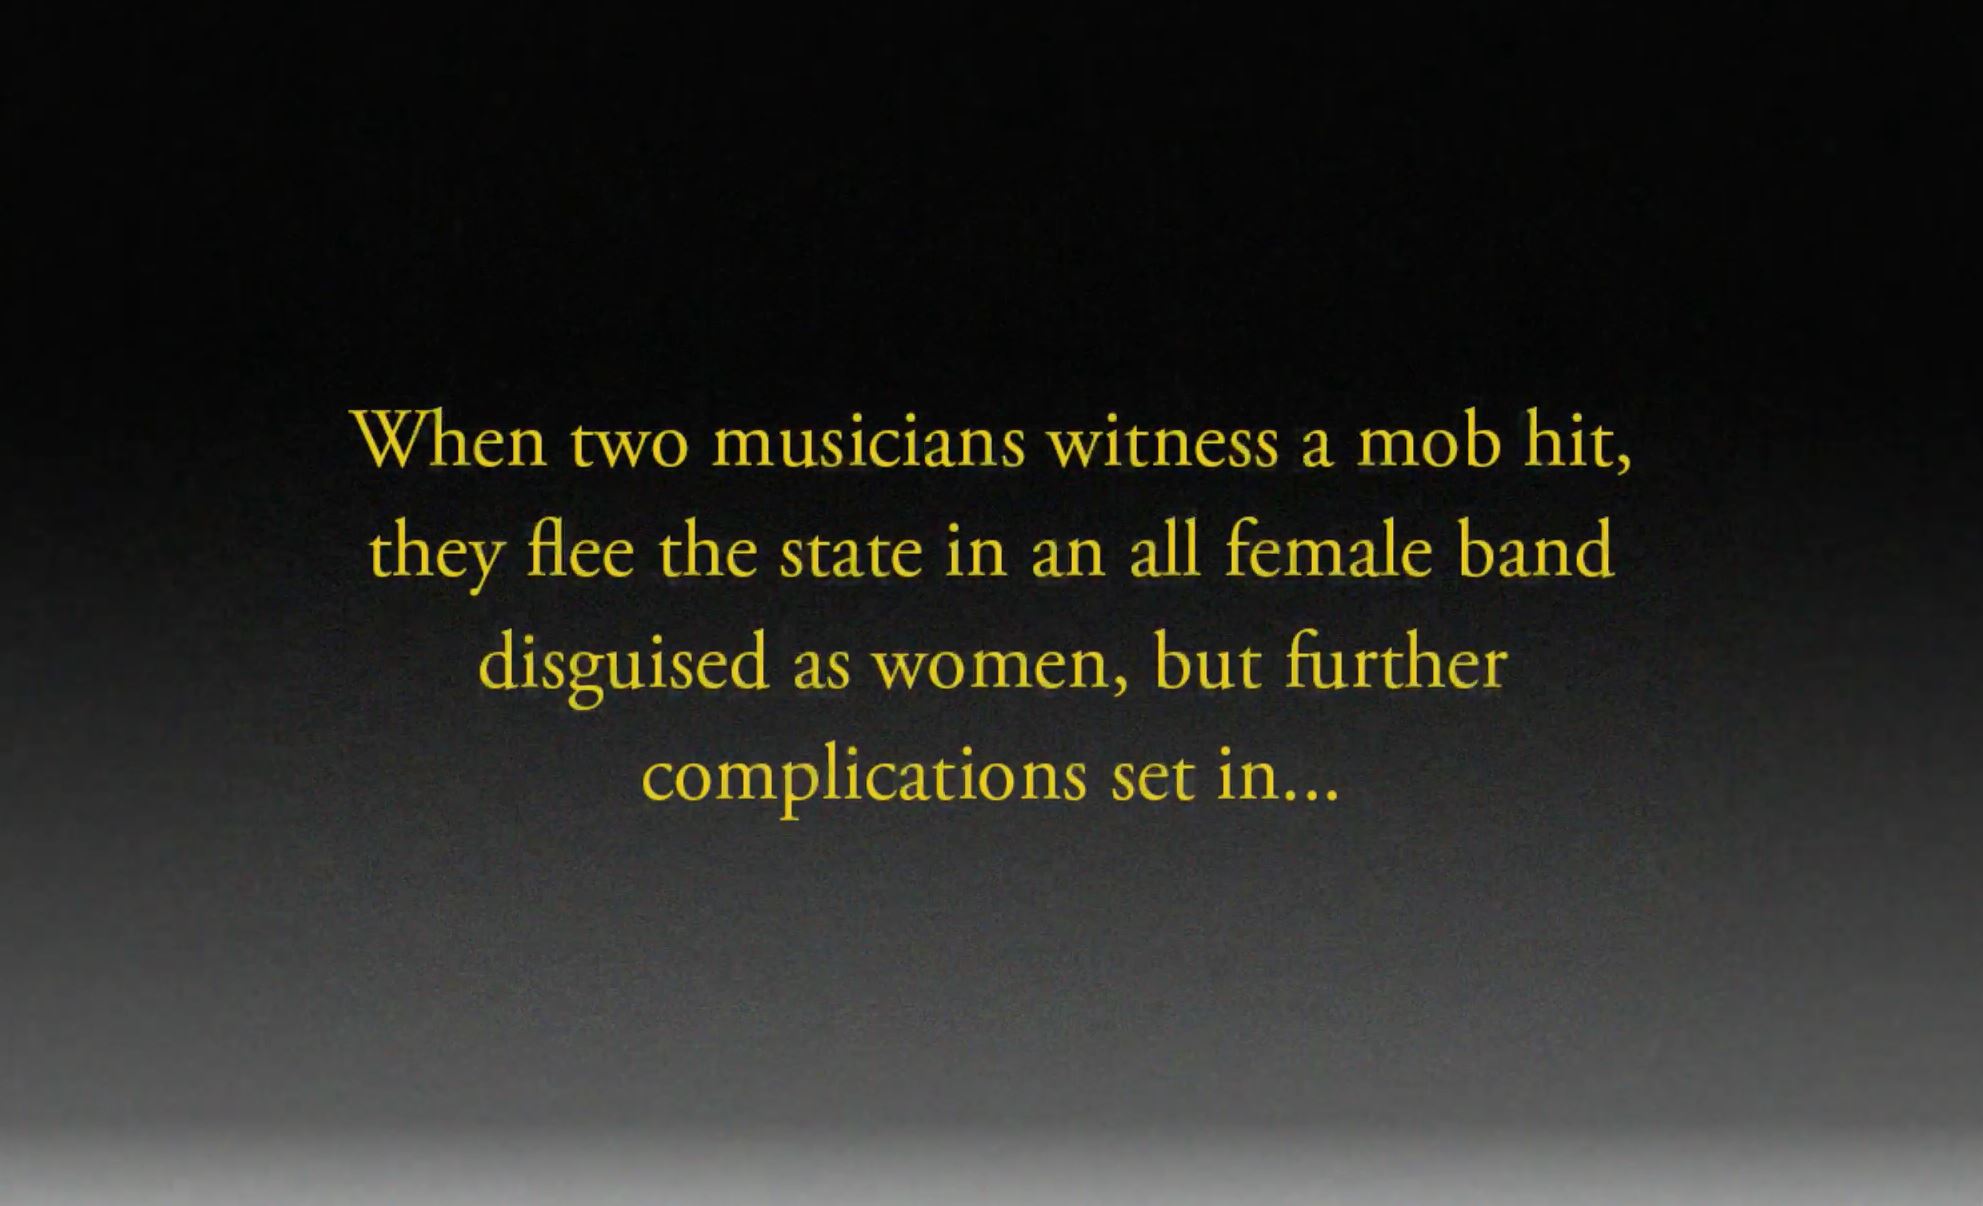 When two musicians witness a mob hit,
they flee the state in an all female band
disguised as women, but further
complications set in...